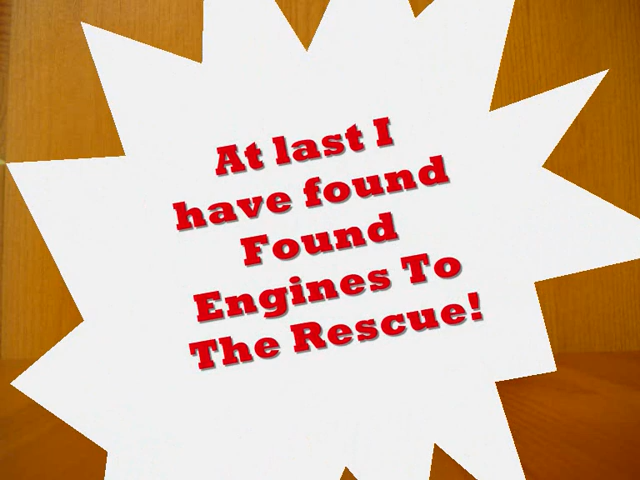 At last I
have found
Found
Engines To
The Rescue!